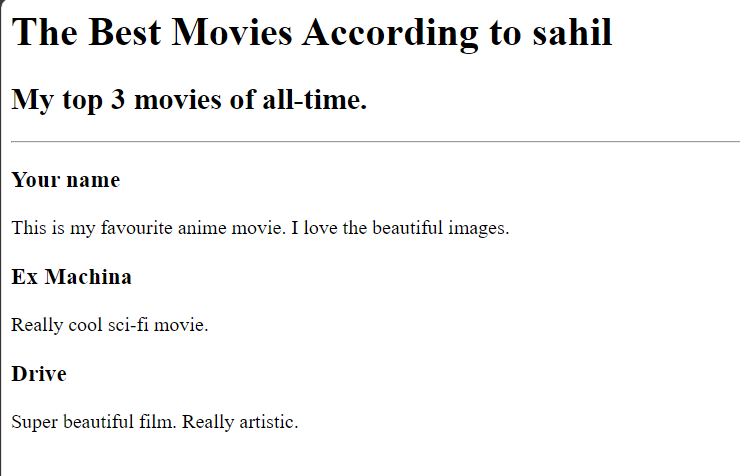 The Best Movies According to sahil
My top 3 movies of all-time.
Your name
This is my favourite anime movie. I love the beautiful images.
Ex Machina
Really cool sci-fi movie.
Drive
Super beautiful film. Really artistic.